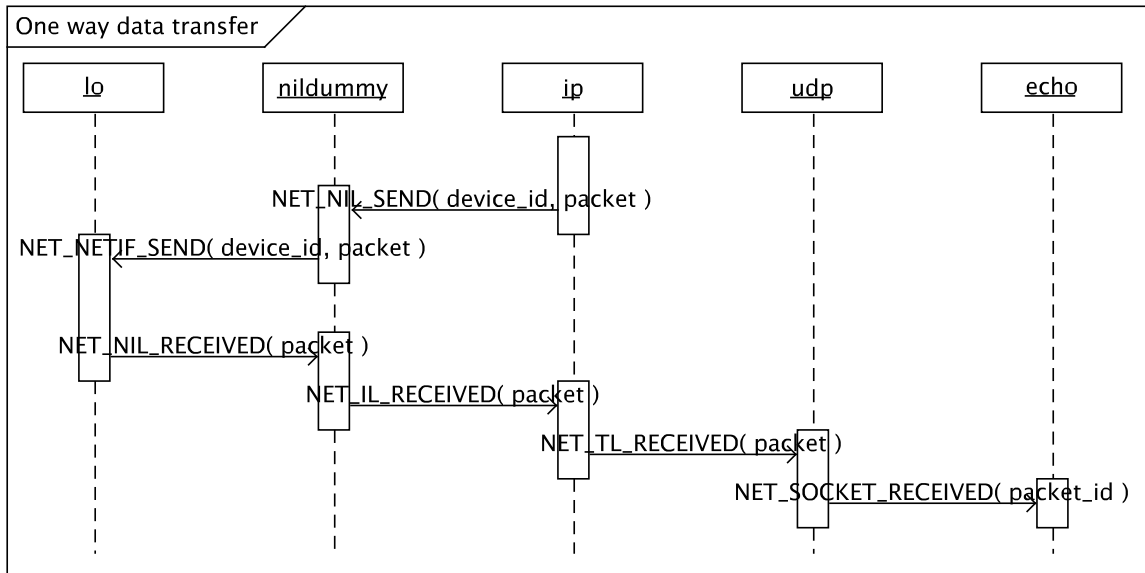 One way data transfer
lo
nildummy
ip
udp
echo
NET_NIL_SEND( device_id, packet )
NET_NETIF_SEND( device_id, packet )
NET_NIL_RECEIVED( packet )
NET_IL_RECEIVED( packet )
NET_TL_RECEIVED( packet )
NET_SOCKET_RECEIVED( packet_id )